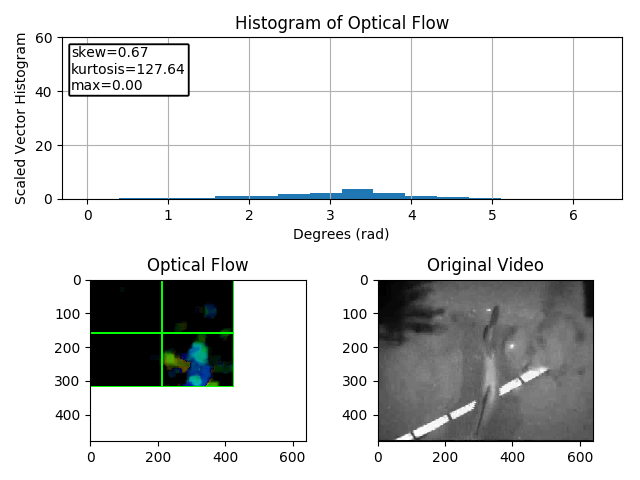 Histogram of Optical Flow
Scaled Vector Histogram
60
40
20
0
skew=0.67
kurtosis=127.64
max=0.00
0 1 2 3 4 5 6
Degrees (rad)
Optical Flow
0
100
200
300
400
0 200 400 600
Original Video
0
100
200
300
400
0 200 400 600